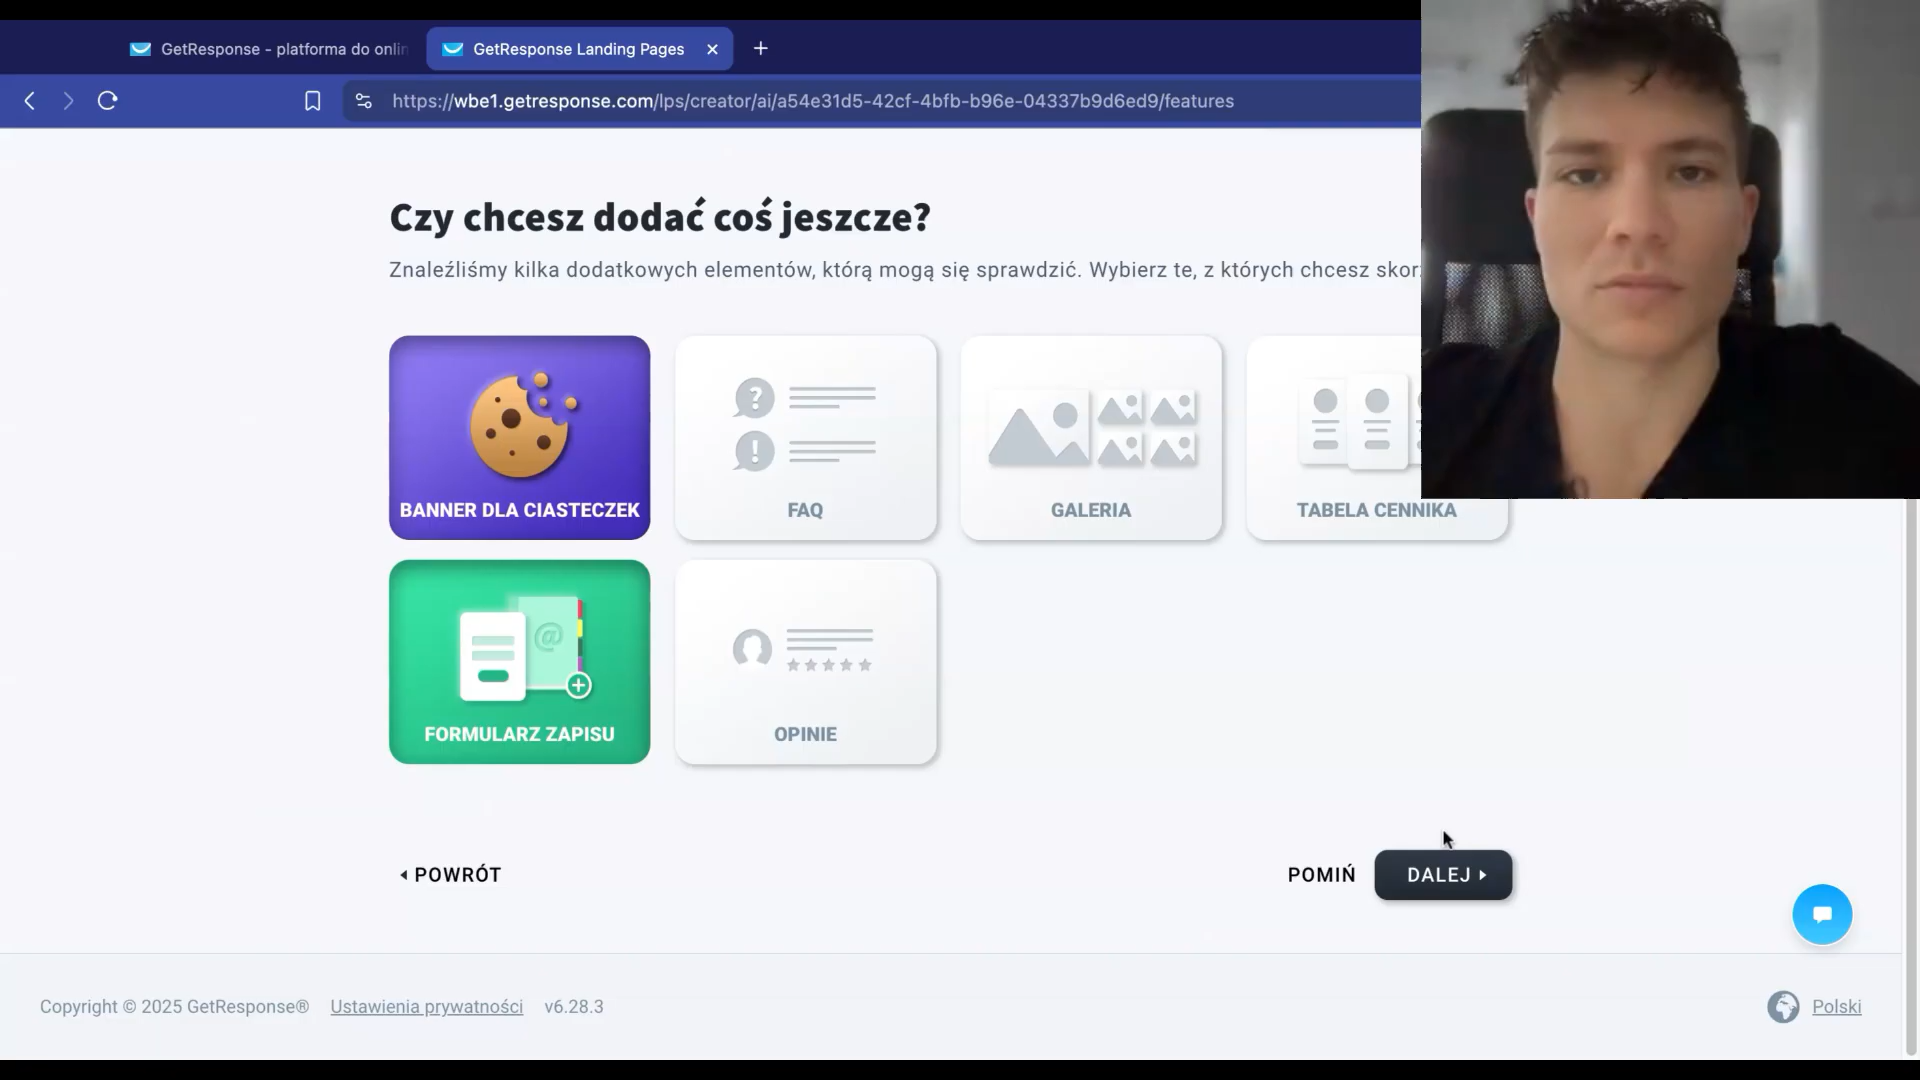 GetResponse - platforma do onlin
GetResponse Landing Pages
https://wbe1.getresponse.com/lps/creator/ai/a54e31d5-42cf-4bfb-b96e-04337b9d6ed9/features
Czy chcesz dodać coś jeszcze?
Znaleźliśmy kilka dodatkowych elementów, którą mogą się sprawdzić. Wybierz te, z których chcesz skorz
BANNER DLA CIASTECZEK
FAQ
GALERIA
TABELA CENNIKA
FORMULARZ ZAPISU
OPINIE
POWRÓT
POMIŃ
DALEJ
Copyright © 2025 GetResponse®
Ustawienia prywatności
v6.28.3
Polski